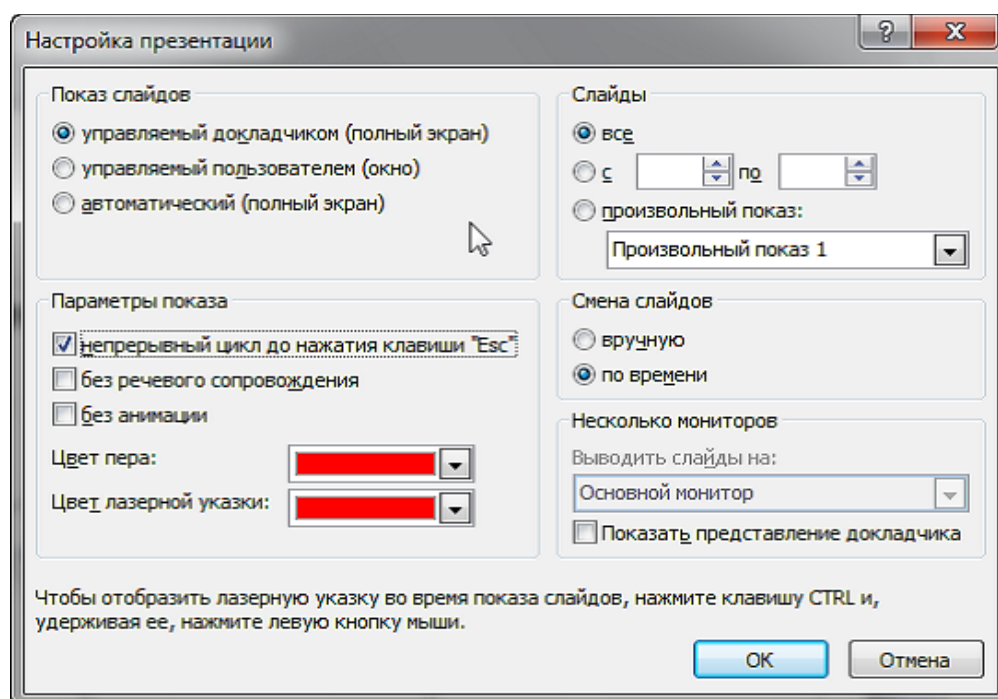 Настройка презентации
Показ слайдов
управляемый докладчиком (полный экран)
управляемый пользователем (окно)
автоматический (полный экран)
Слайды
все
с по
произвольный показ:
Произвольный показ 1
Параметры показа
непрерывный цикл до нажатия клавиши "Esc"
без речевого сопровождения
без анимации
Цвет пера:
Цвет лазерной указки:
Смена слайдов
вручную
по времени
Несколько мониторов
Выводить слайды на:
Основной монитор
Показать представление докладчика
Чтобы отобразить лазерную указку во время показа слайдов, нажмите клавишу CTRL и,
удерживая ее, нажмите левую кнопку мыши.
ОК Отмена